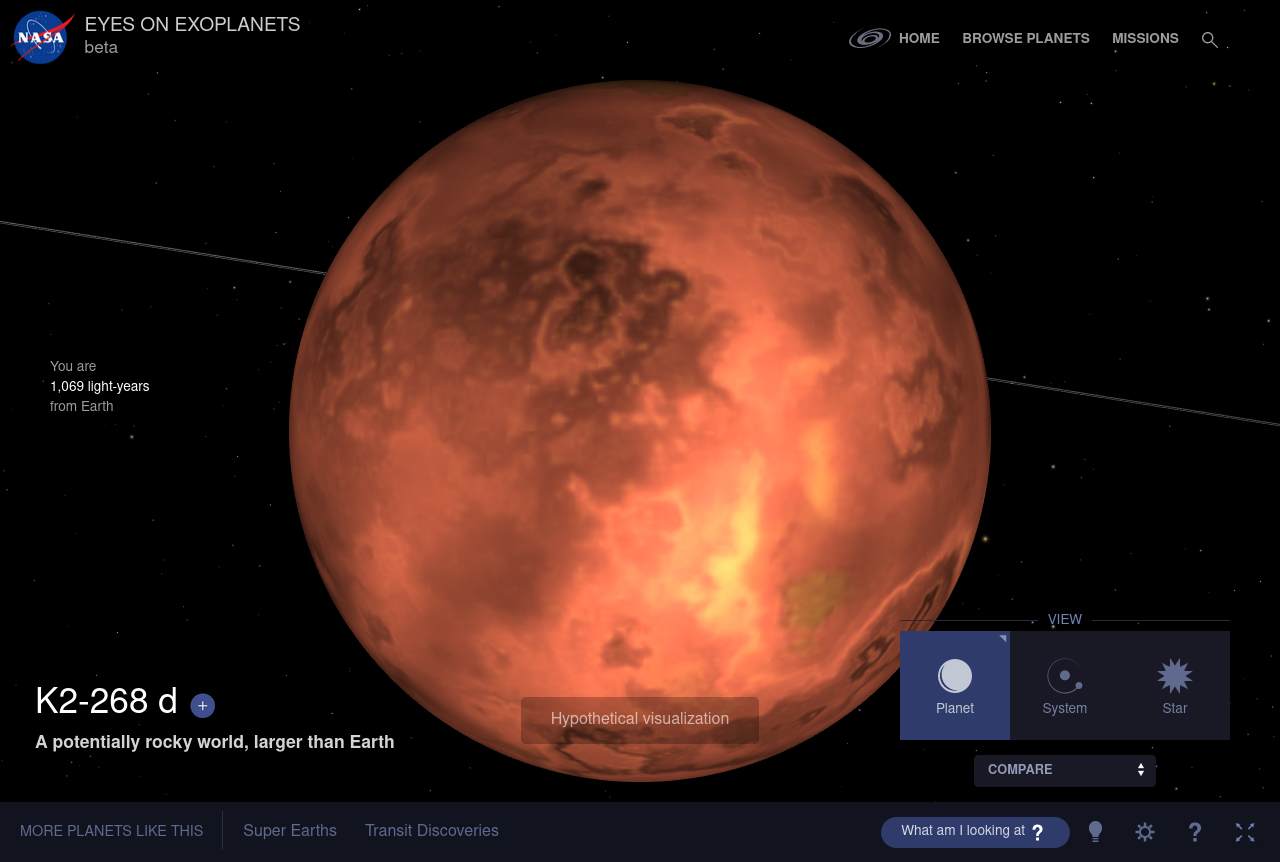 NASA
EYES ON EXOPLANETS
beta
HOME
BROWSE PLANETS
MISSIONS
You are
1,069 light-years
from Earth
VIEW
Planet
System
Star
K2-268 d +
A potentially rocky world, larger than Earth
Hypothetical visualization
COMPARE
MORE PLANETS LIKE THIS
Super Earths
Transit Discoveries
What am I looking at ?
?